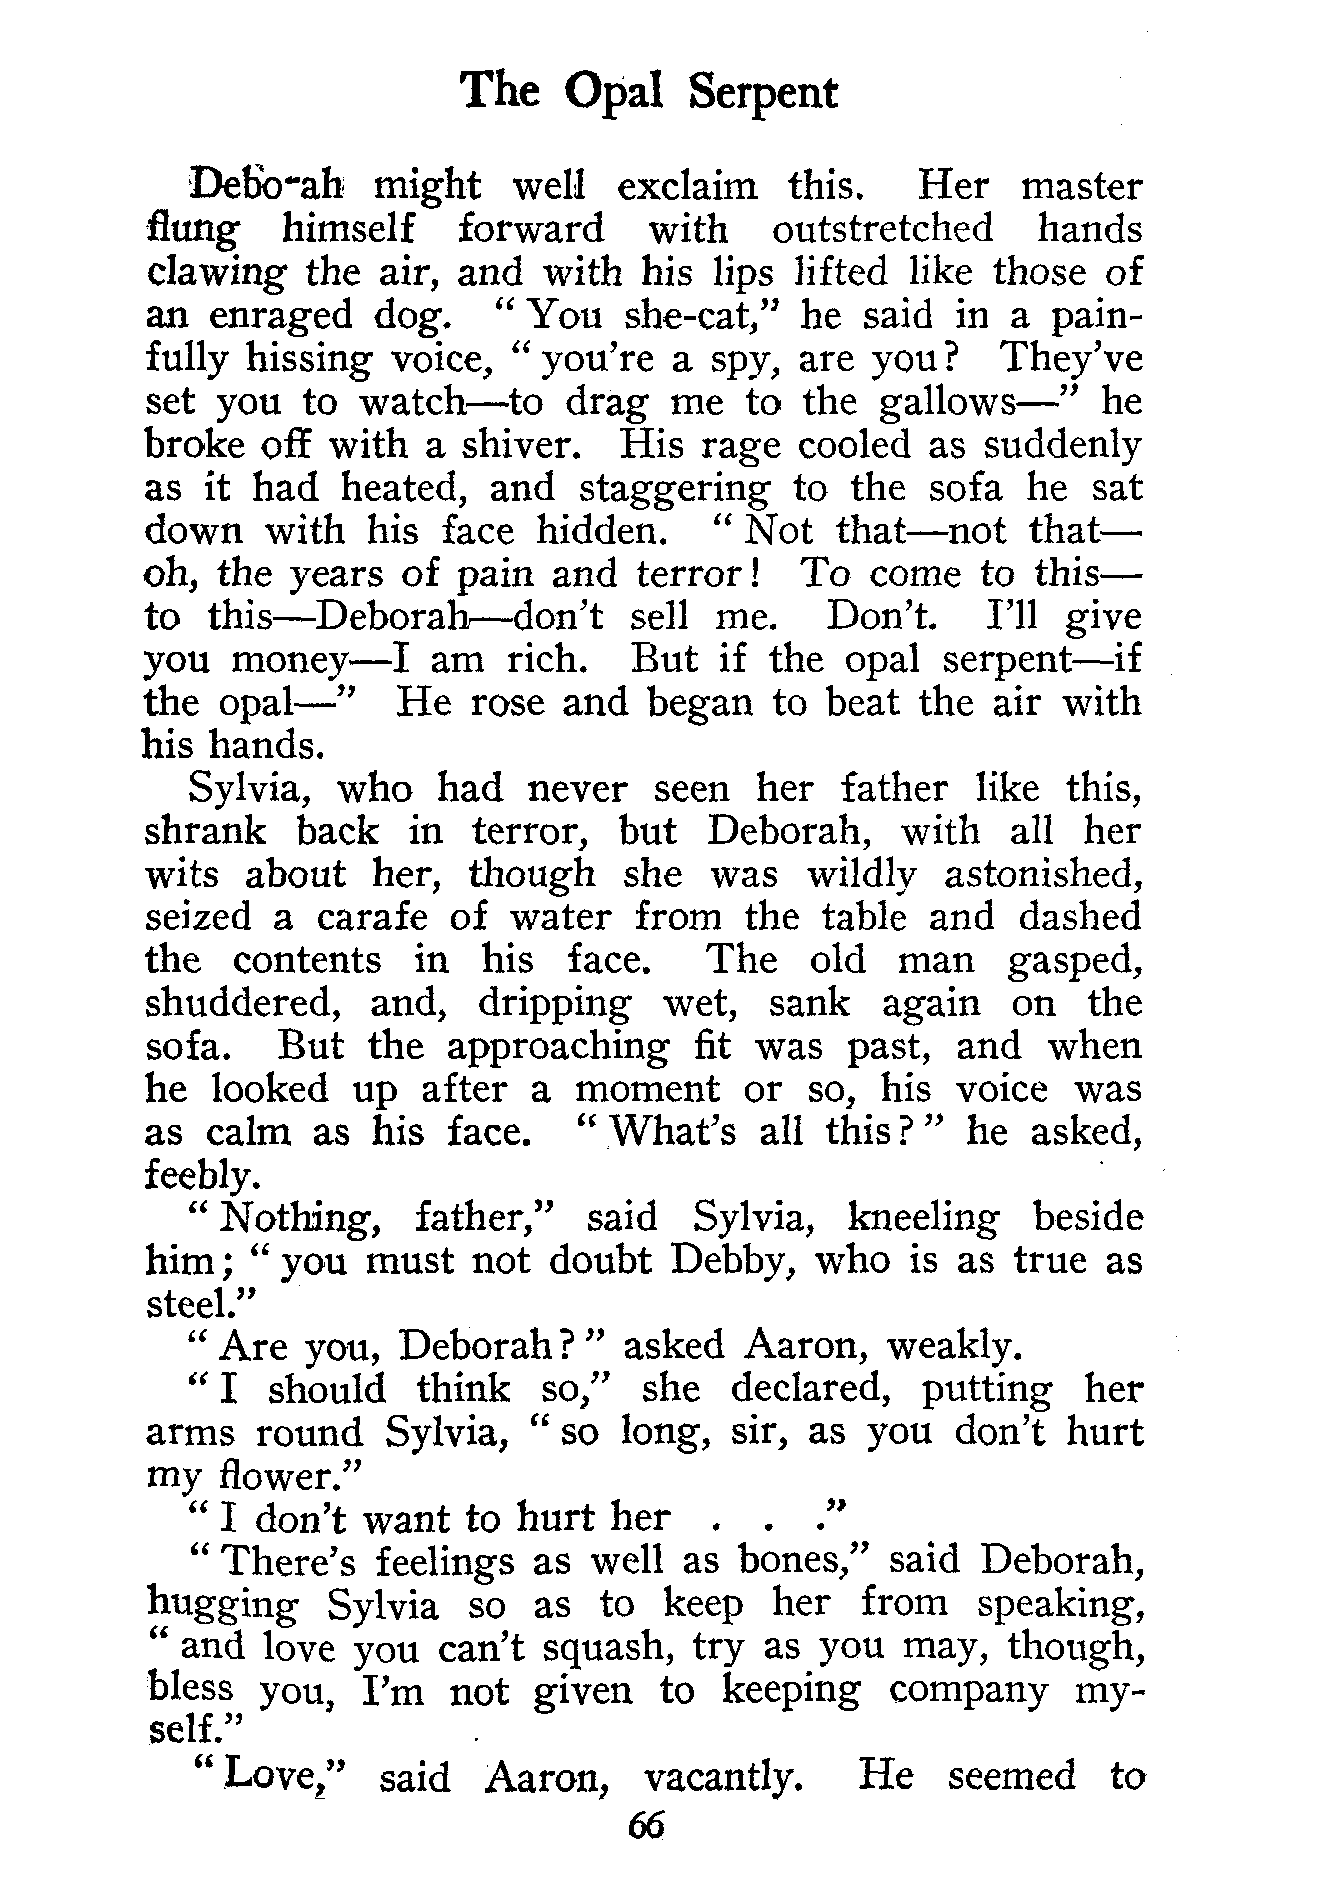 The Opal Serpent
Deborah might well exclaim this. Her master
flung himself forward with outstretched hands
clawing the air, and with his lips lifted like those of
an enraged dog. "You she-cat," he said in a pain-
fully hissing voice, "you're a spy, are you? They've
set you to watch—to drag me to the gallows—" he
broke off with a shiver. His rage cooled as suddenly
as it had heated, and staggering to the sofa he sat
down with his face hidden. "Not that—not that—
oh, the years of pain and terror! To come to this—
to this—Deborah—don't sell me. Don't. I'll give
you money—I am rich. But if the opal serpent—if
the opal—" He rose and began to beat the air with
his hands.
Sylvia, who had never seen her father like this,
shrank back in terror, but Deborah, with all her
wits about her, though she was wildly astonished,
seized a carafe of water from the table and dashed
the contents in his face. The old man gasped,
shuddered, and, dripping wet, sank again on the
sofa. But the approaching fit was past, and when
he looked up after a moment or so, his voice was
as calm as his face. "What's all this?" he asked,
feebly.
"Nothing, father," said Sylvia, kneeling beside
him; "you must not doubt Debby, who is as true as
steel."
"Are you, Deborah?" asked Aaron, weakly.
"I should think so," she declared, putting her
arms round Sylvia, "so long, sir, as you don't hurt
my flower."
"I don't want to hurt her . . ."
"There's feelings as well as bones," said Deborah,
hugging Sylvia so as to keep her from speaking,
"and love you can't squash, try as you may, though,
bless you, I'm not given to keeping company my-
self."
"Love," said Aaron, vacantly. He seemed to
66